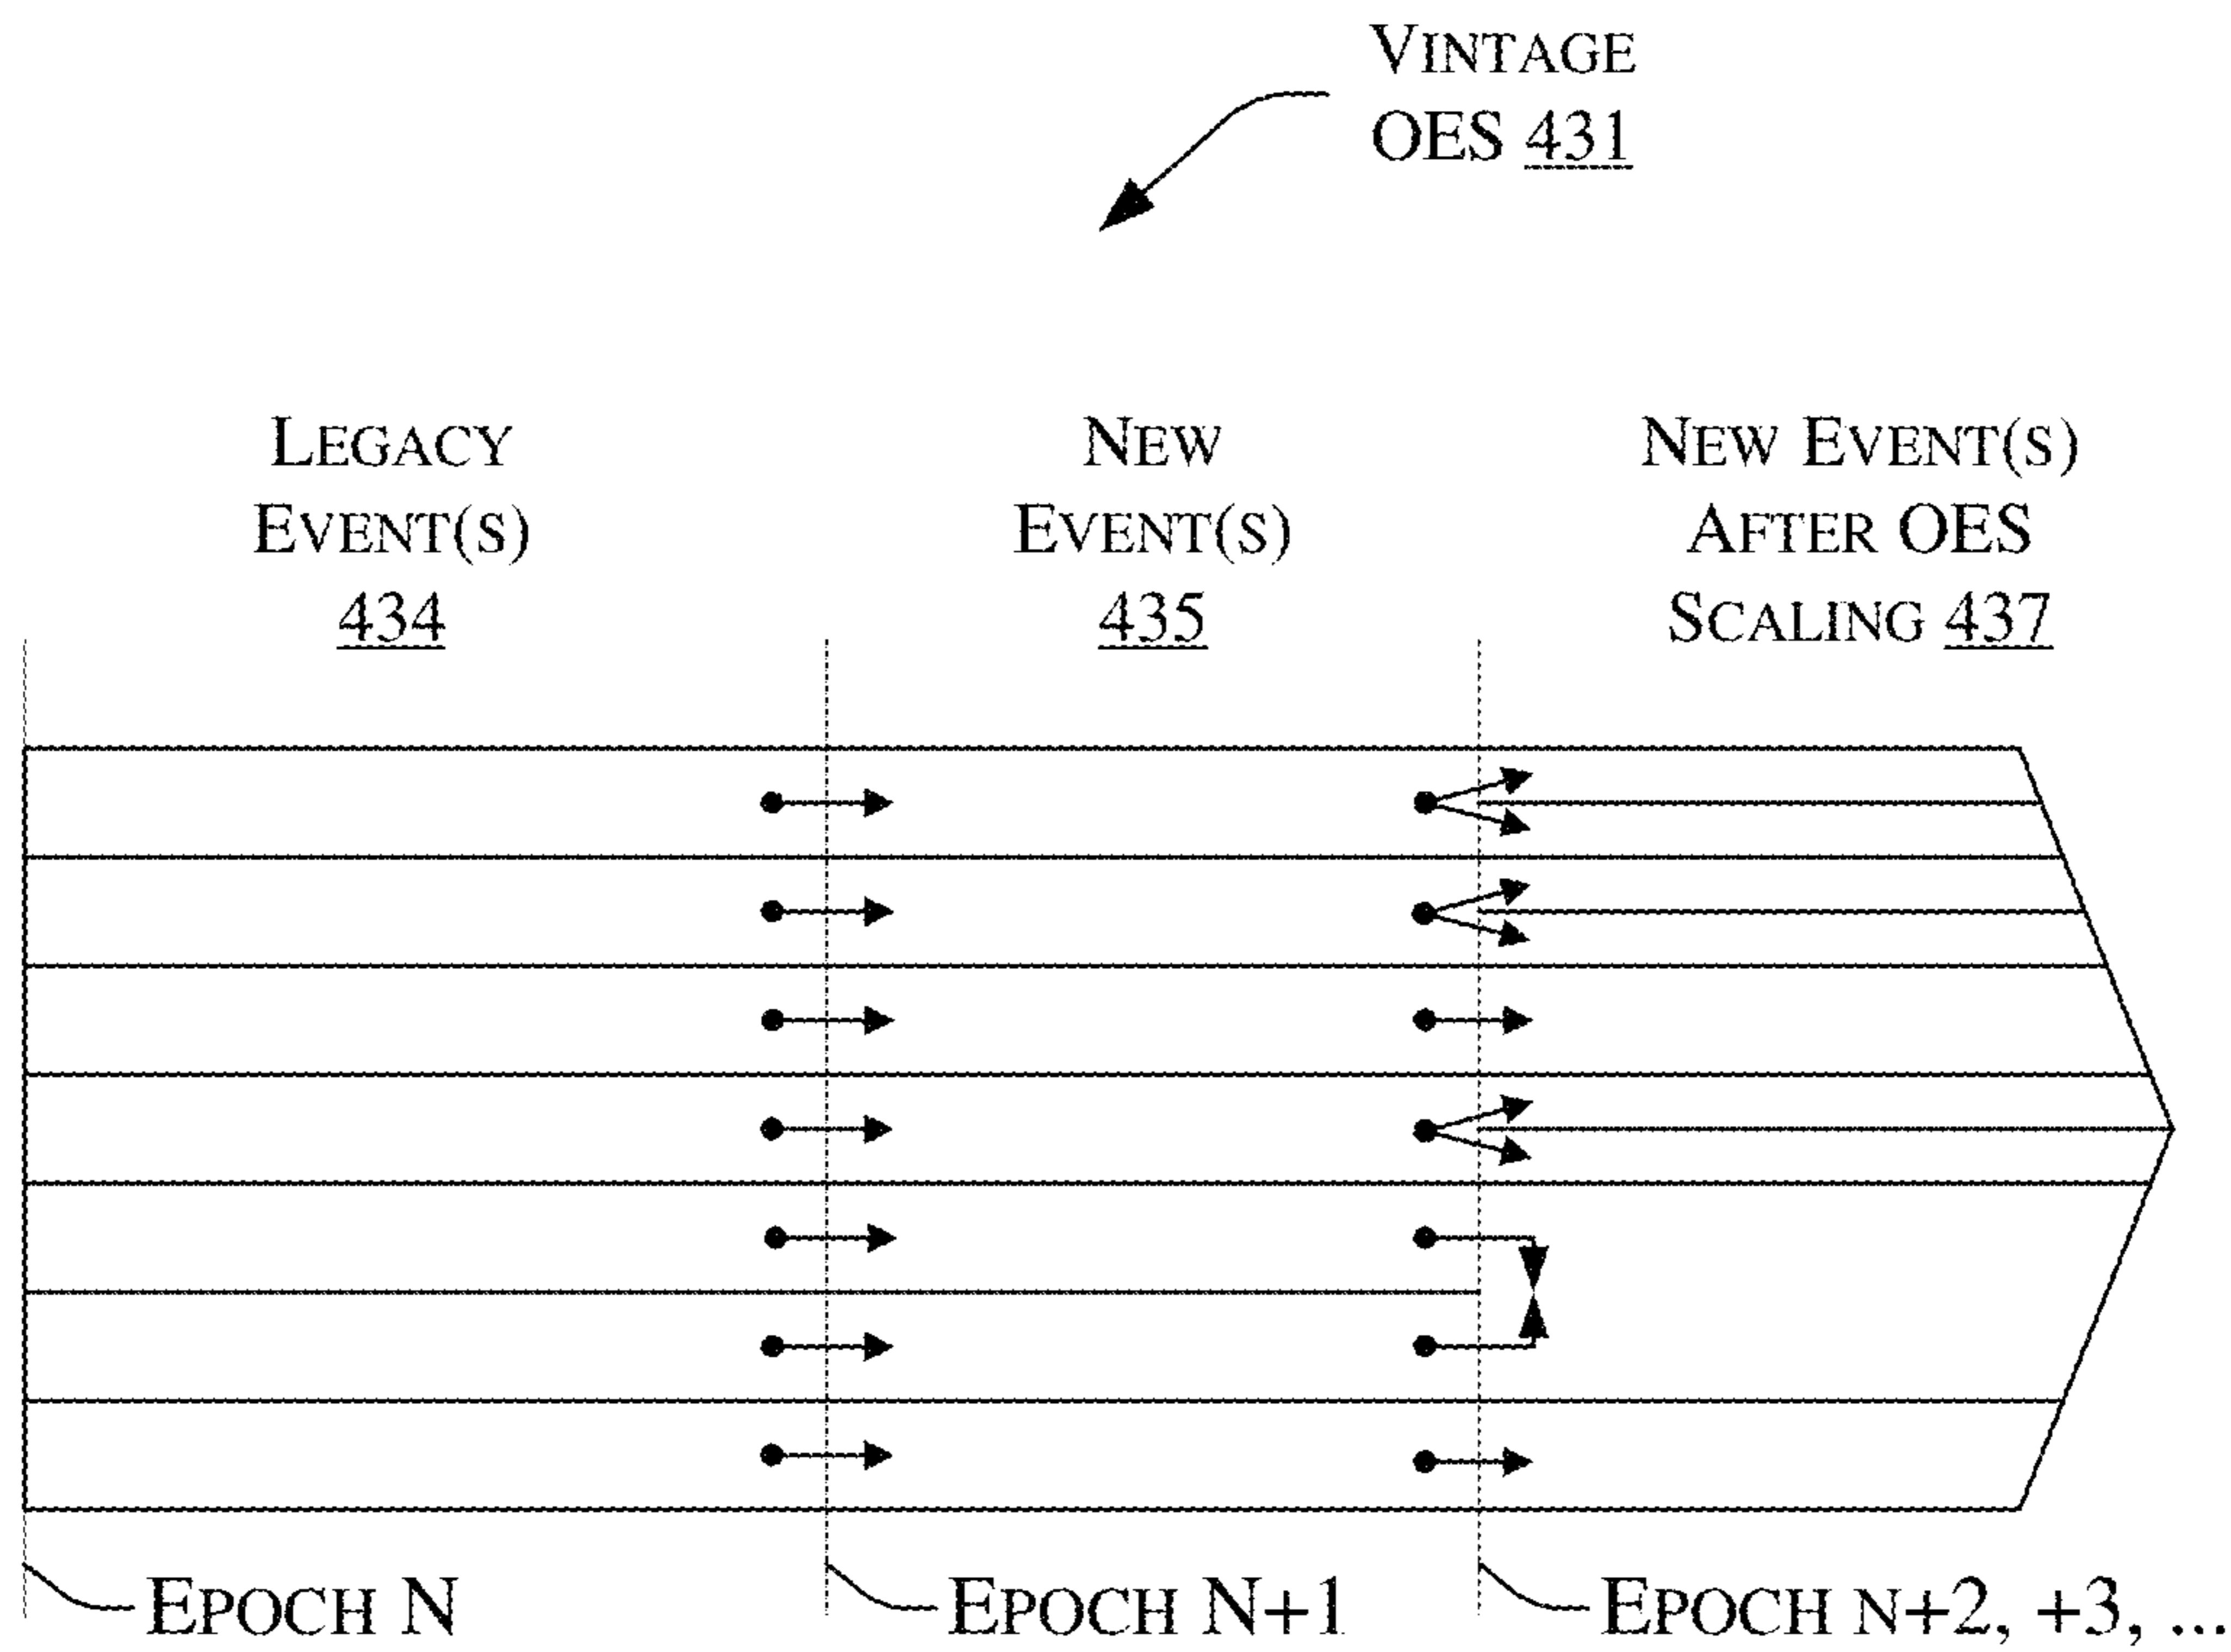 VINTAGE
OES 431
LEGACY
EVENT(S)
434
NEW
EVENT(S)
435
NEW EVENT(S)
AFTER OES
SCALING 437
EPOCH N
EPOCH N+1
EPOCH N+2, +3, ...